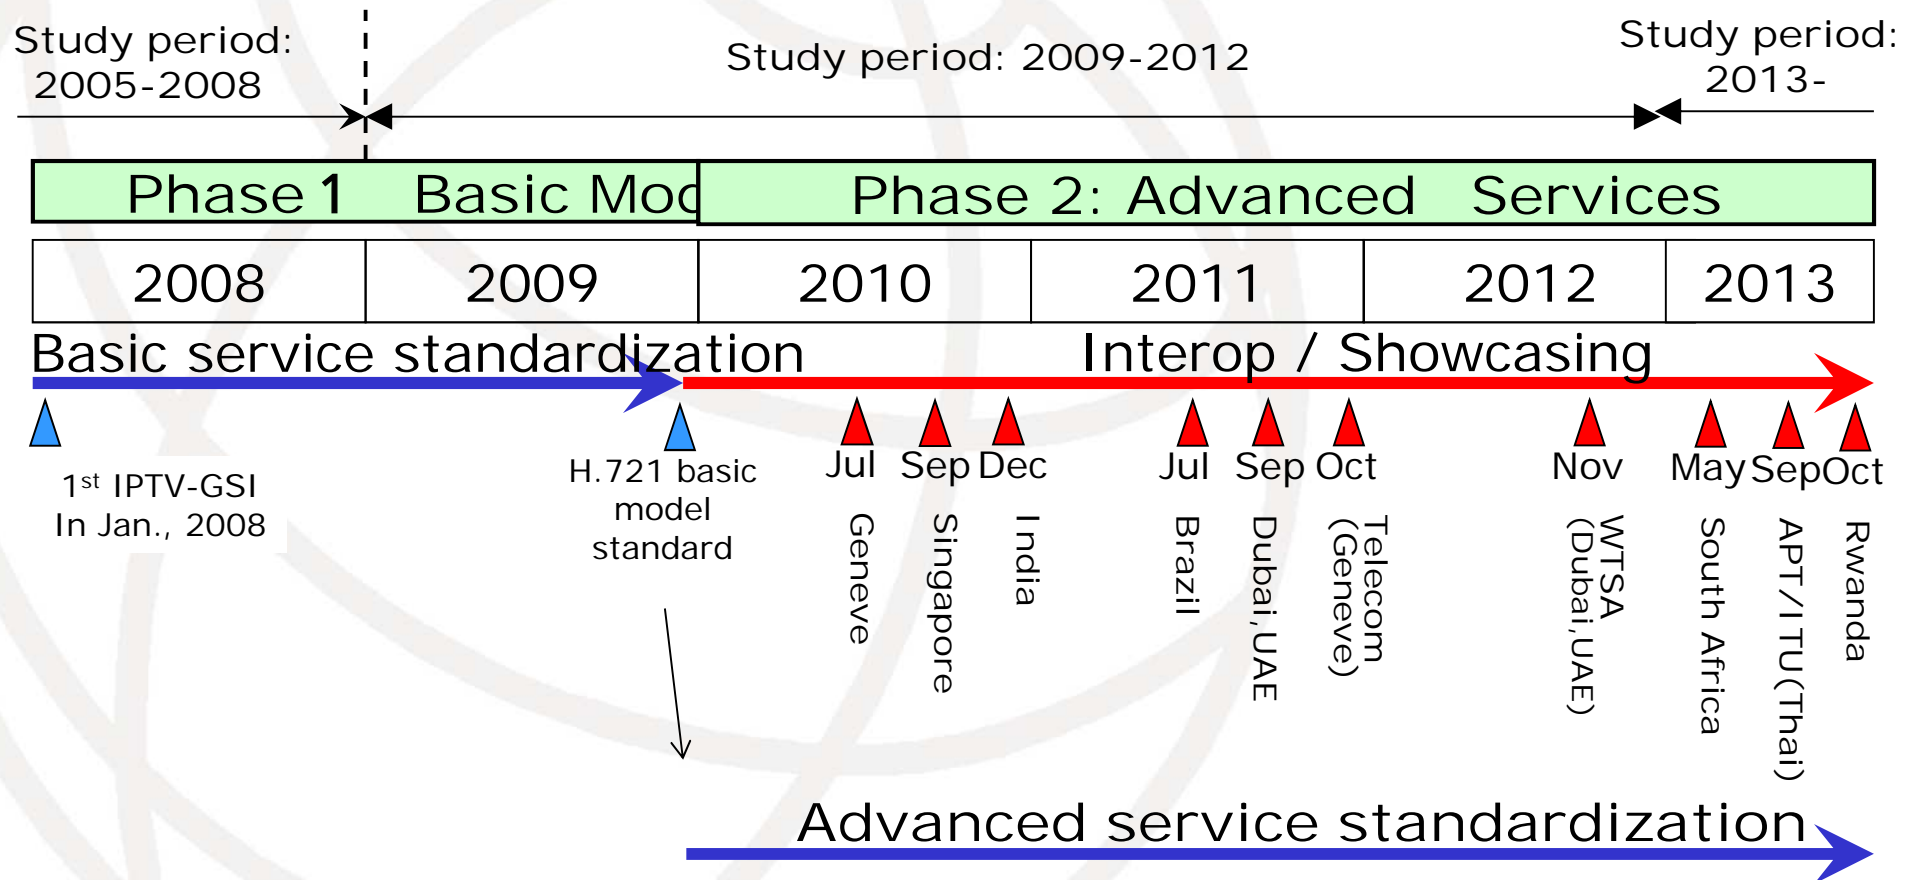 Study period:
2005-2008
Study period: 2009-2012
Study period:
2013-
Phase 1 Basic Mod
Phase 2: Advanced Services
2008
2009
2010
2011
2012
2013
Basic service standardization
Interop / Showcasing
1st IPTV-GSI
In Jan., 2008
H.721 basic
model
standard
Jul
Sep
Dec
Jul
Sep
Oct
Nov
May
Sep
Oct
Geneve
Singapore
India
Brazil
Dubai,UAE
Telecom
(Geneve)
WTSA
(Dubai,UAE)
South Africa
APT/ITU(Thai)
Rwanda
Advanced service standardization